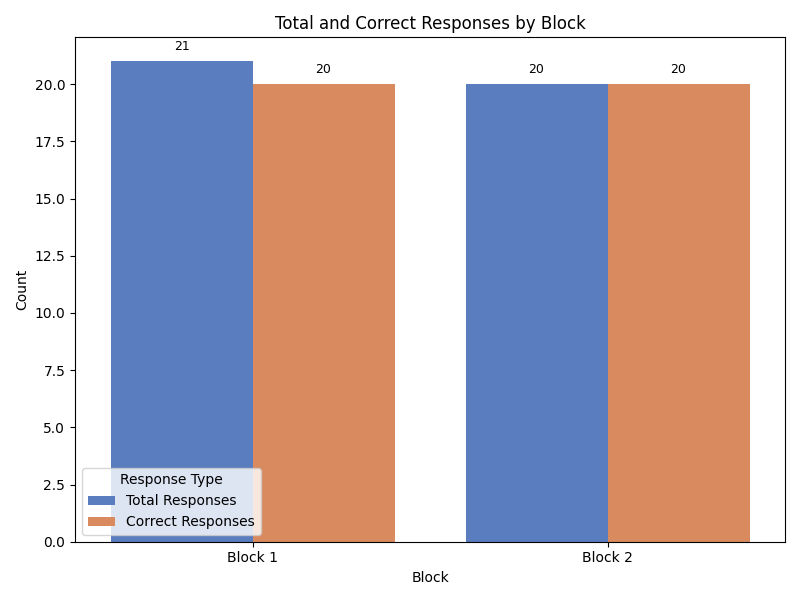 Total and Correct Responses by Block
21
20
20
20
20.0
17.5
15.0
12.5
10.0
7.5
5.0
2.5
0.0
Count
Response Type
Total Responses
Correct Responses
Block 1
Block 2
Block